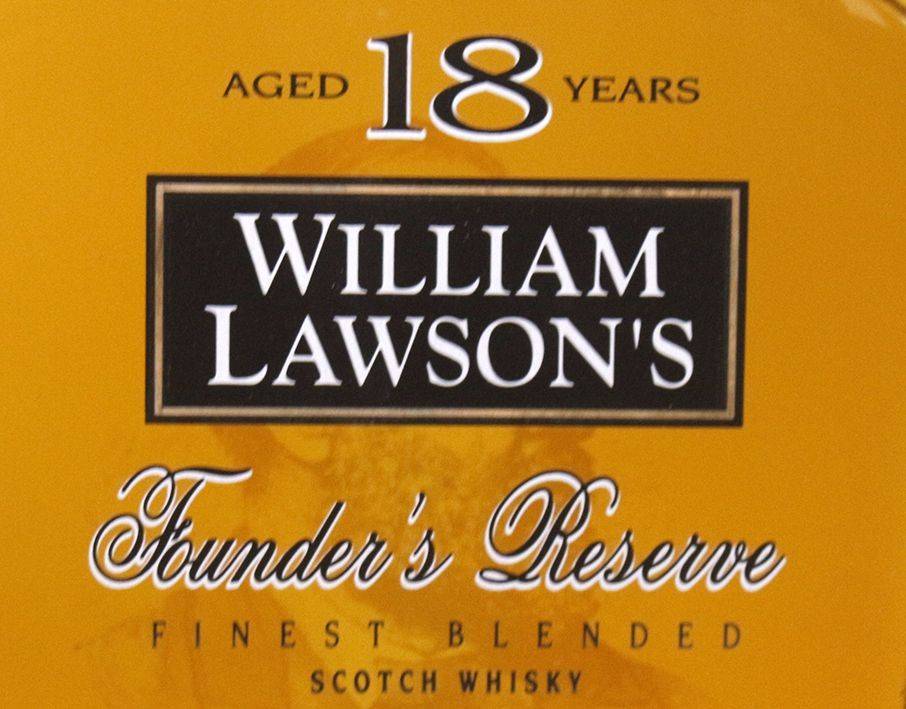 AGED 18 YEARS
WILLIAM
LAWSON'S
Founder's Reserve
FINEST BLENDED
SCOTCH WHISKY